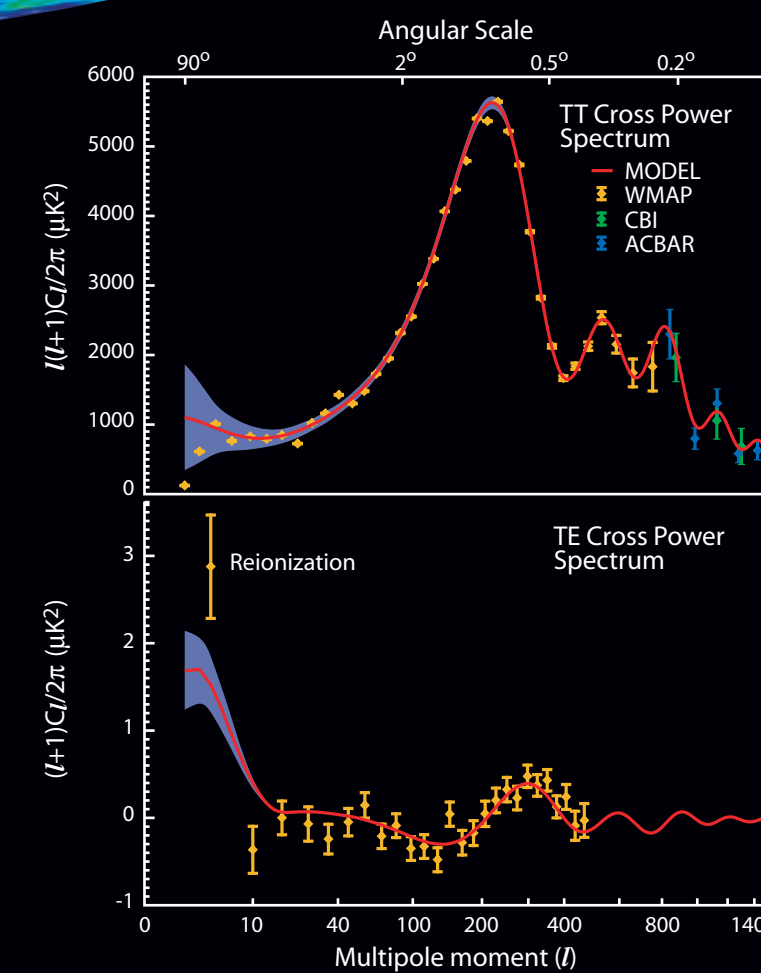 Angular Scale
90° 2° 0.5° 0.2°
6000
5000
4000
3000
2000
1000
0
l(l+1)Cl/2π (μK²)
TT Cross Power
Spectrum
MODEL
WMAP
CBI
ACBAR
3
2
1
0
-1
(l+1)Cl/2π (μK²)
Reionization
TE Cross Power
Spectrum
0 10 40 100 200 400 800 140
Multipole moment (l)